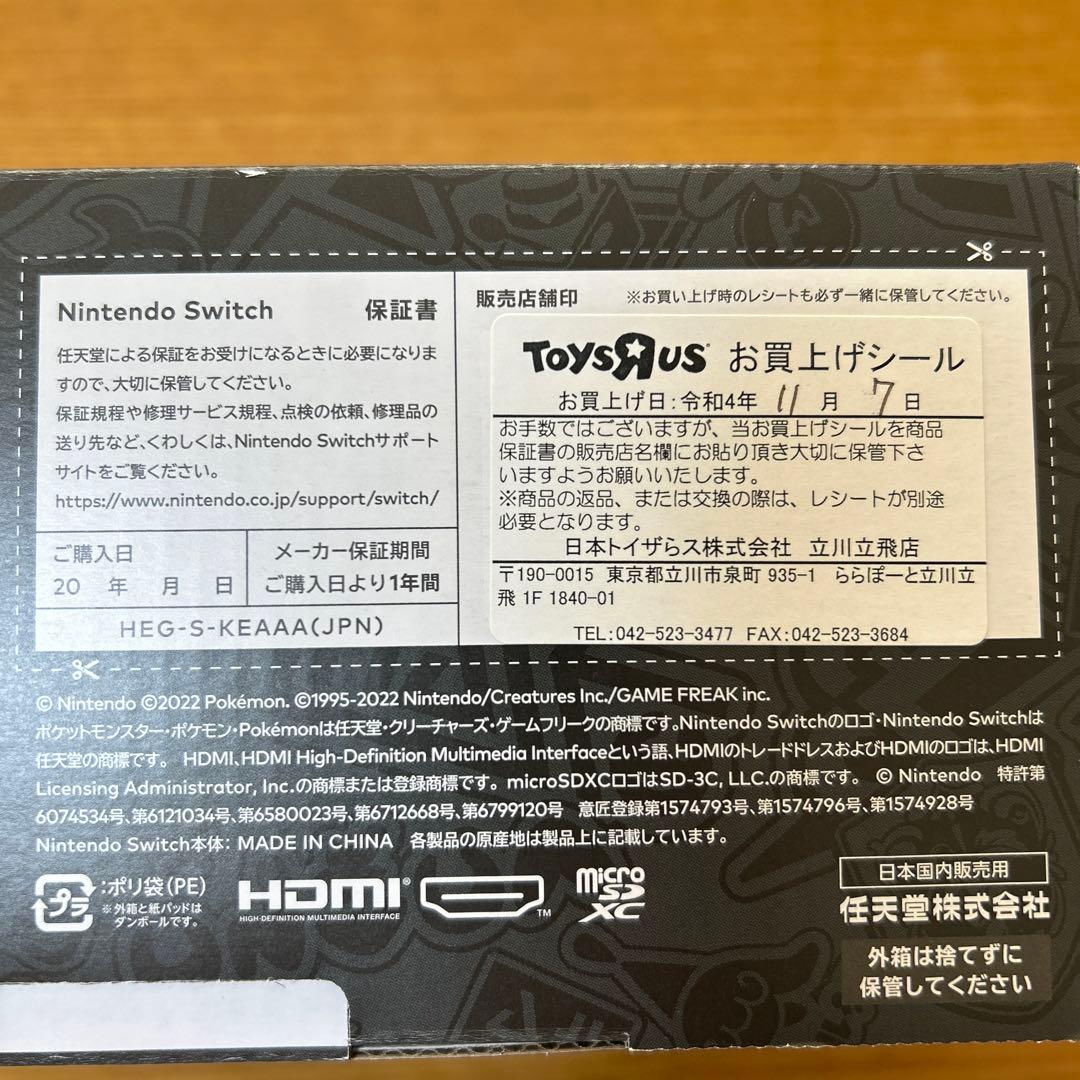 Nintendo Switch 保証書
任天堂による保証をお受けになるときに必要になりま
すので、大切に保管してください。
保証規程や修理サービス規程、点検の依頼、修理品の
送り先など、くわしくは、Nintendo Switchサポート
サイトをご覧ください。
https://www.nintendo.co.jp/support/switch/
ご購入日
20 年 月 日
メーカー保証期間
ご購入日より1年間
HEG-S-KEAAA(JPN)
販売店舗印 ※お買い上げ時のレシートも必ず一緒に保管してください。
TOYSЯUS お買上げシール
お買上げ日:令和4年 11 月 7 日
お手数ではございますが、当お買上げシールを商品
保証書の販売店名欄にお貼り頂き大切に保管下さ
いますようお願いいたします。
※商品の返品、または交換の際は、レシートが別途
必要となります。
日本トイザらス株式会社 立川立飛店
〒190-0015 東京都立川市泉町 935-1 ららぽーと立川立
飛 1F 1840-01
TEL:042-523-3477 FAX:042-523-3684
© Nintendo ©2022 Pokémon. ©1995-2022 Nintendo/Creatures Inc./GAME FREAK inc.
ポケットモンスター・ポケモン・Pokémonは任天堂・クリーチャーズ・ゲームフリークの商標です。Nintendo Switchのロゴ・Nintendo Switchは
任天堂の商標です。 HDMI、HDMI High-Definition Multimedia Interfaceという語、HDMIのトレードドレスおよびHDMIのロゴは、HDMI
Licensing Administrator, Inc.の商標または登録商標です。microSDXCロゴはSD-3C, LLC.の商標です。 © Nintendo 特許第
6074534号、第6121034号、第6580023号、第6712668号、第6799120号 意匠登録第1574793号、第1574796号、第1574928号
Nintendo Switch本体: MADE IN CHINA 各製品の原産地は製品上に記載しています。
プラ
:ポリ袋(PE)
※外箱と紙パッドは
ダンボールです。
HDMI®
HIGH-DEFINITION MULTIMEDIA INTERFACE
TM
micro
SD
XC
日本国内販売用
任天堂株式会社
外箱は捨てずに
保管してください